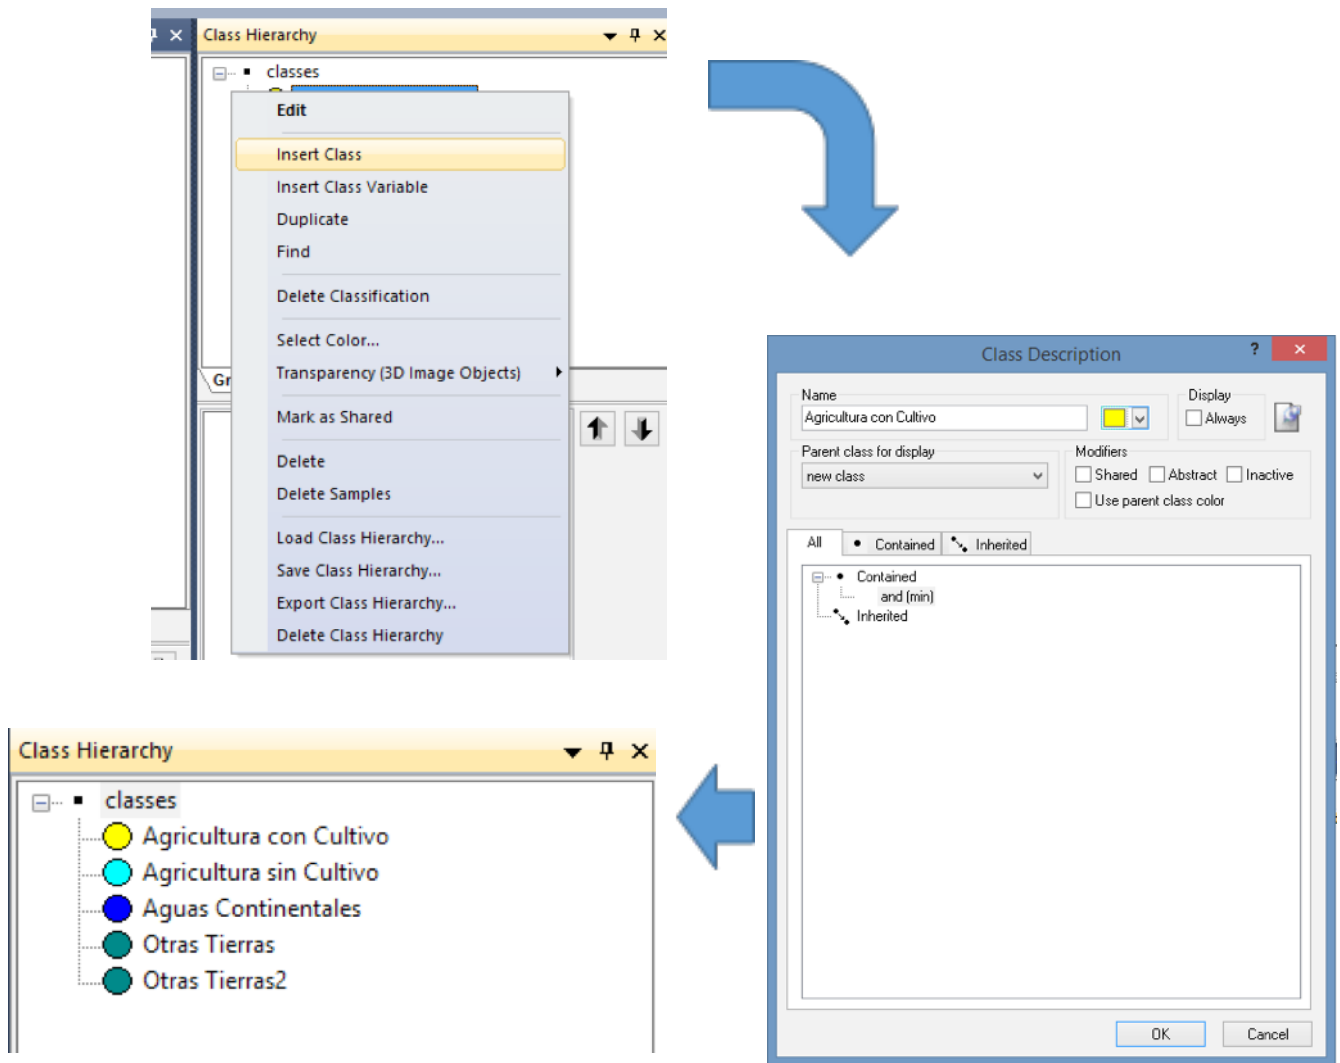 Class Hierarchy
classes
Edit
Insert Class
Insert Class Variable
Duplicate
Find
Delete Classification
Select Color...
Transparency (3D Image Objects)
Gr
Mark as Shared
Delete
Delete Samples
Load Class Hierarchy...
Save Class Hierarchy...
Export Class Hierarchy...
Delete Class Hierarchy
Class Description
?
Name
Display
Agricultura con Cultivo
Always
Parent class for display
Modifiers
new class
Shared Abstract Inactive
Use parent class color
All Contained Inherited
Contained
and (min)
Inherited
OK Cancel
Class Hierarchy
classes
Agricultura con Cultivo
Agricultura sin Cultivo
Aguas Continentales
Otras Tierras
Otras Tierras2